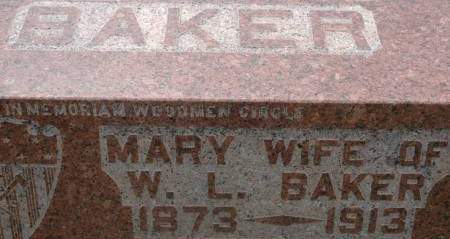 BAKER
IN MEMORIAM WOODMEN CIRCLE
MARY WIFE OF
W. L. BAKER
1873 1913